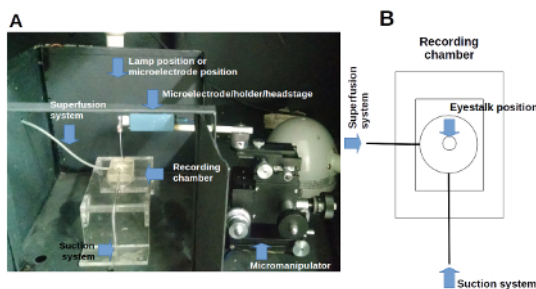 A
Lamp position or
microelectrode position
Microelectrode/holder/headstage
Superfusion
system
Recording
chamber
Suction
system
Micromanipulator
B
Recording
chamber
Eyestalk position
Superfusion
system
Suction system